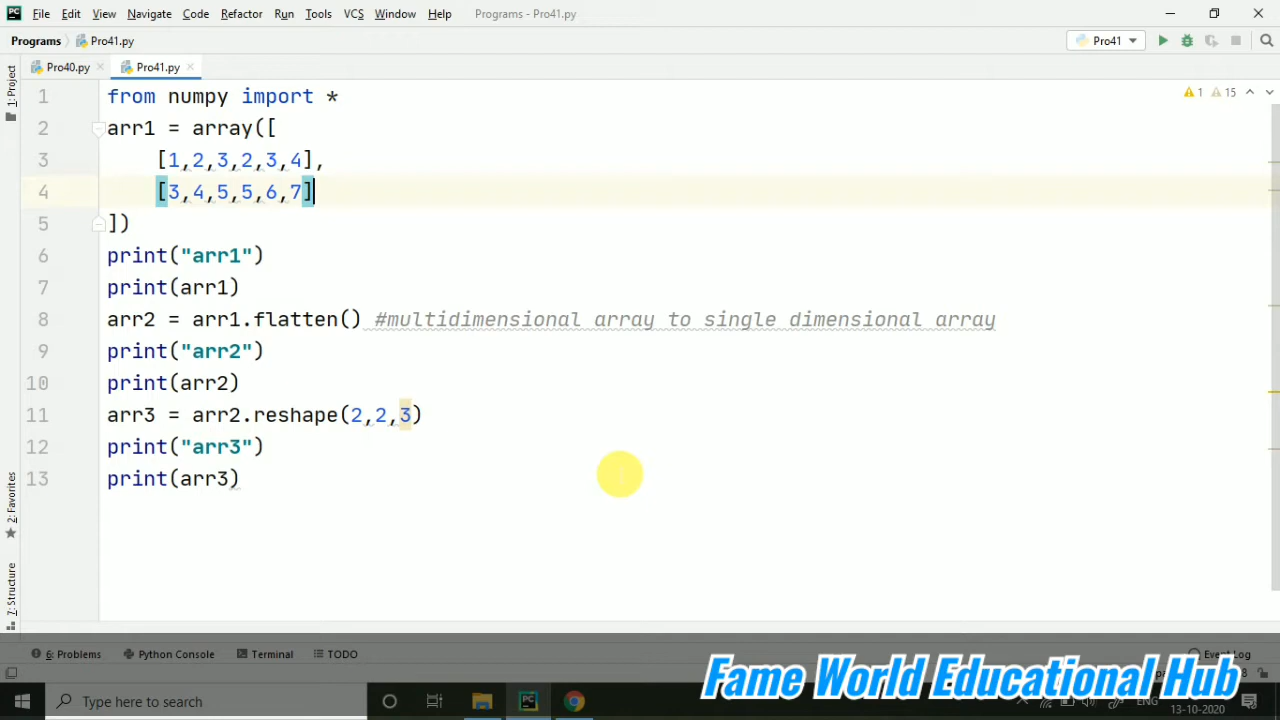 File Edit View Navigate Code Refactor Run Tools VCS Window Help Programs - Pro41.py
Programs Pro41.py Pro41
1: Project
Pro40.py Pro41.py
1 from numpy import * 1 15
2 arr1 = array([
3 [1,2,3,2,3,4],
4 [3,4,5,5,6,7]
5 ])
6 print("arr1")
7 print(arr1)
8 arr2 = arr1.flatten() #multidimensional array to single dimensional array
9 print("arr2")
10 print(arr2)
11 arr3 = arr2.reshape(2,2,3)
12 print("arr3")
13 print(arr3)
2: Favorites
7: Structure
6: Problems Python Console Terminal TODO Event Log
Fame World Educational Hub
Type here to search ENG
13-10-2020